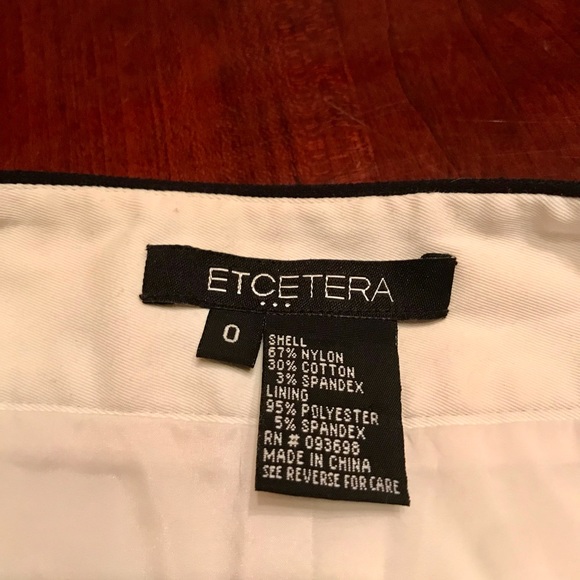 ETCETERA
...
0
SHELL
67% NYLON
30% COTTON
3% SPANDEX
LINING
95% POLYESTER
5% SPANDEX
RN # 093698
MADE IN CHINA
SEE REVERSE FOR CARE